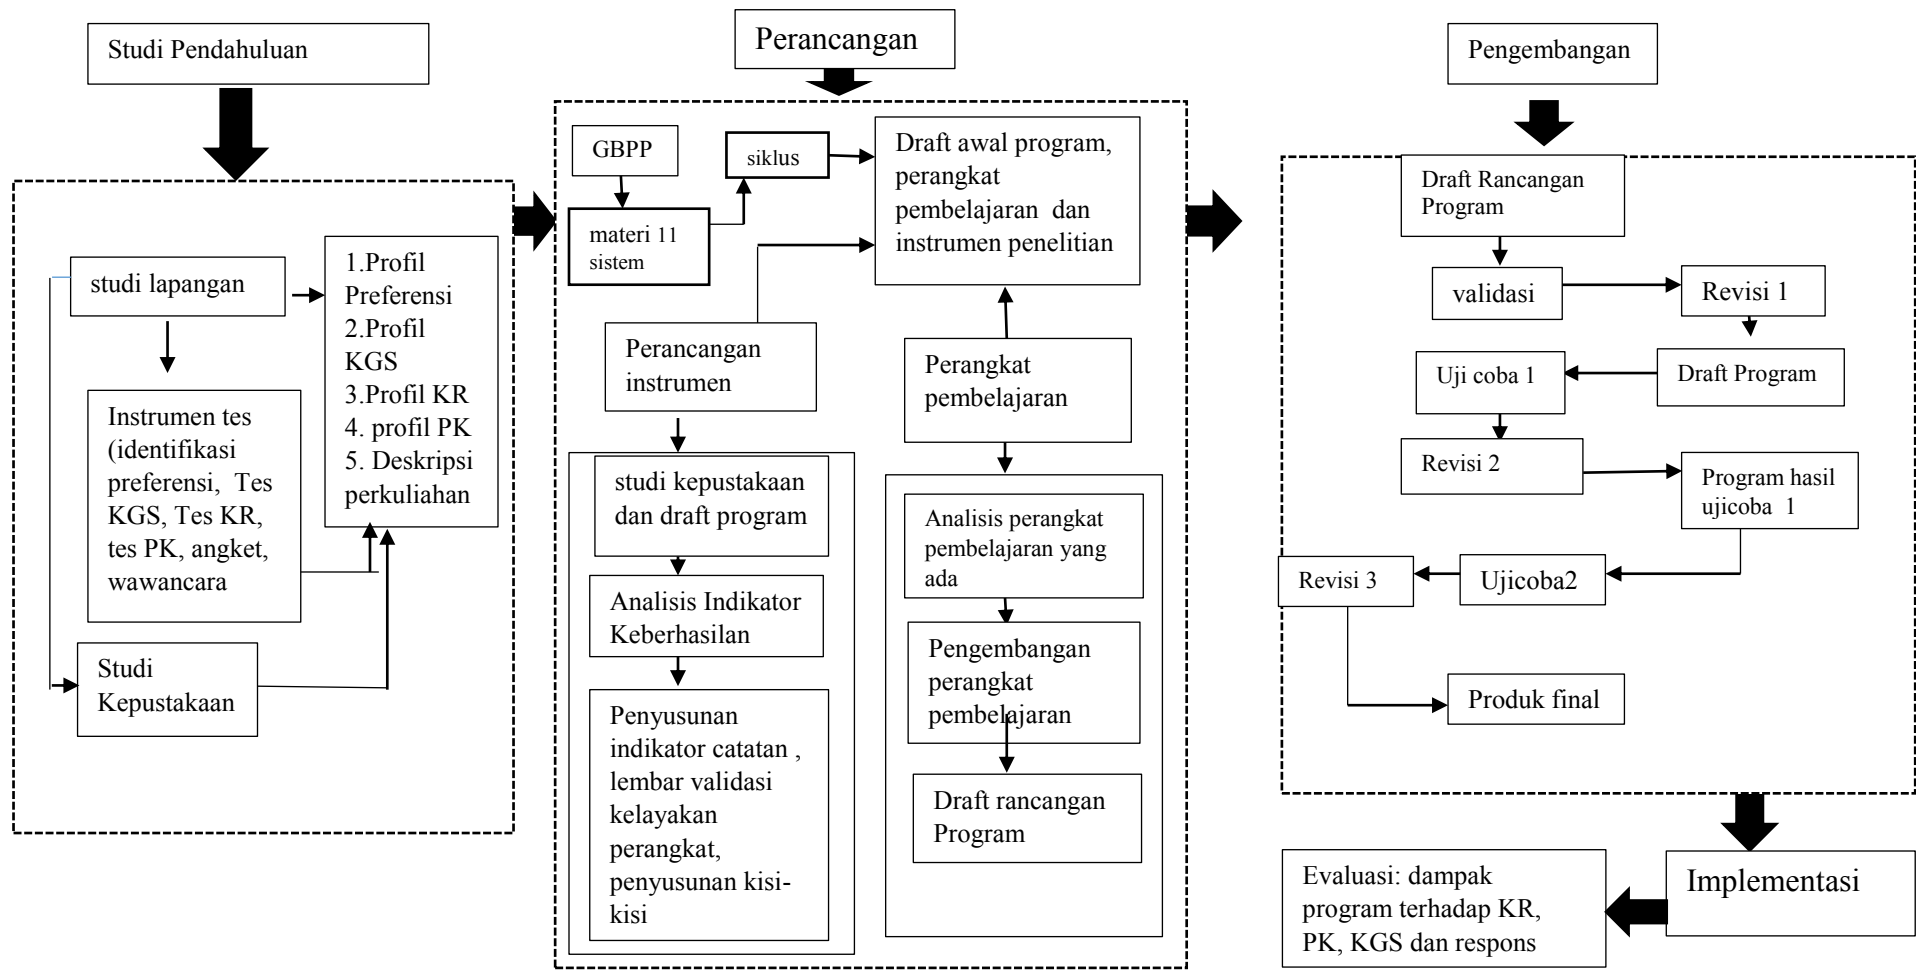 Studi Pendahuluan
studi lapangan
1.Profil
Preferensi
2.Profil
KGS
3.Profil KR
4. profil PK
5. Deskripsi
perkuliahan
Instrumen tes
(identifikasi
preferensi, Tes
KGS, Tes KR,
tes PK, angket,
wawancara
Studi
Kepustakaan
Perancangan
GBPP
siklus
materi 11
sistem
Draft awal program,
perangkat
pembelajaran dan
instrumen penelitian
Perancangan
instrumen
Perangkat
pembelajaran
studi kepustakaan
dan draft program
Analisis Indikator
Keberhasilan
Penyusunan
indikator catatan ,
lembar validasi
kelayakan
perangkat,
penyusunan kisi-
kisi
Analisis perangkat
pembelajaran yang
ada
Pengembangan
perangkat
pembelajaran
Draft rancangan
Program
Pengembangan
Draft Rancangan
Program
validasi
Revisi 1
Draft Program
Uji coba 1
Revisi 2
Program hasil
ujicoba 1
Ujicoba2
Revisi 3
Produk final
Implementasi
Evaluasi: dampak
program terhadap KR,
PK, KGS dan respons